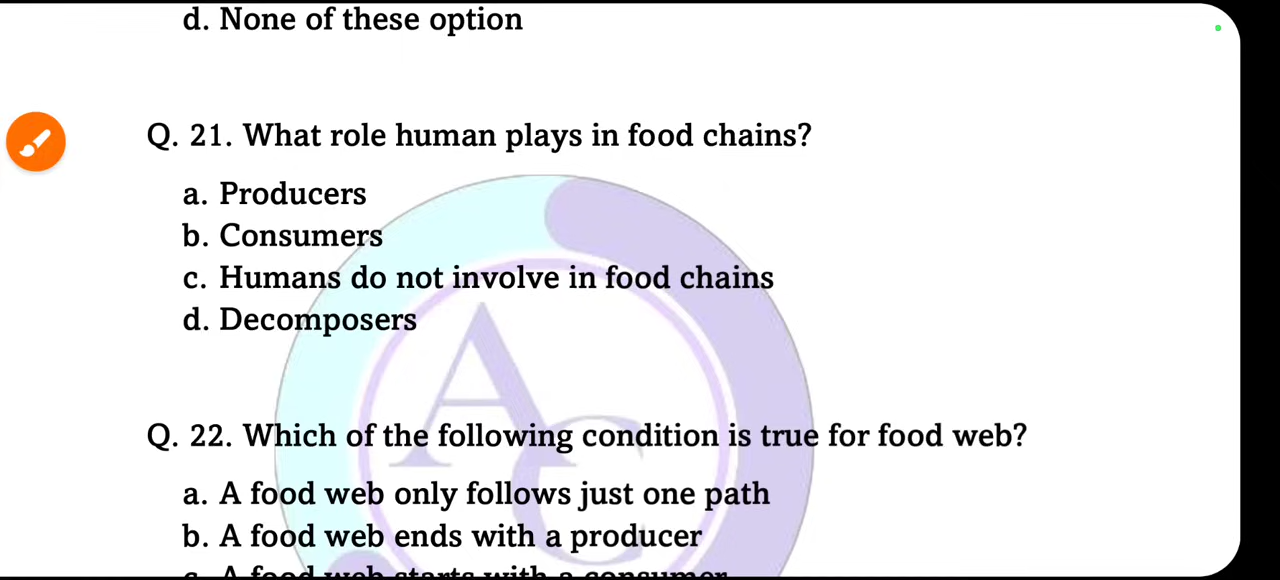 d. None of these option
Q. 21. What role human plays in food chains?
a. Producers
b. Consumers
c. Humans do not involve in food chains
d. Decomposers
Q. 22. Which of the following condition is true for food web?
a. A food web only follows just one path
b. A food web ends with a producer
c. A food web starts with a consumer
AC